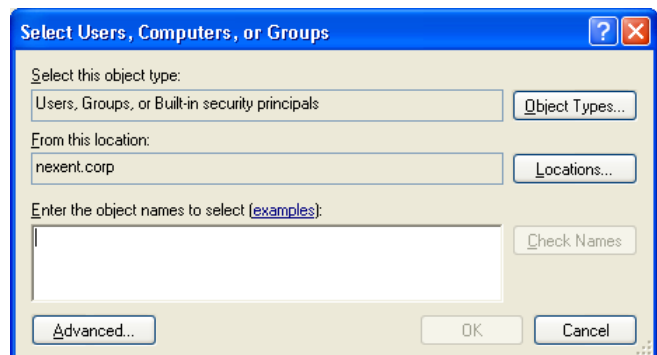 Select Users, Computers, or Groups
Select this object type:
Users, Groups, or Built-in security principals
Object Types...
From this location:
nexent.corp
Locations...
Enter the object names to select (examples):
Check Names
Advanced...
OK
Cancel